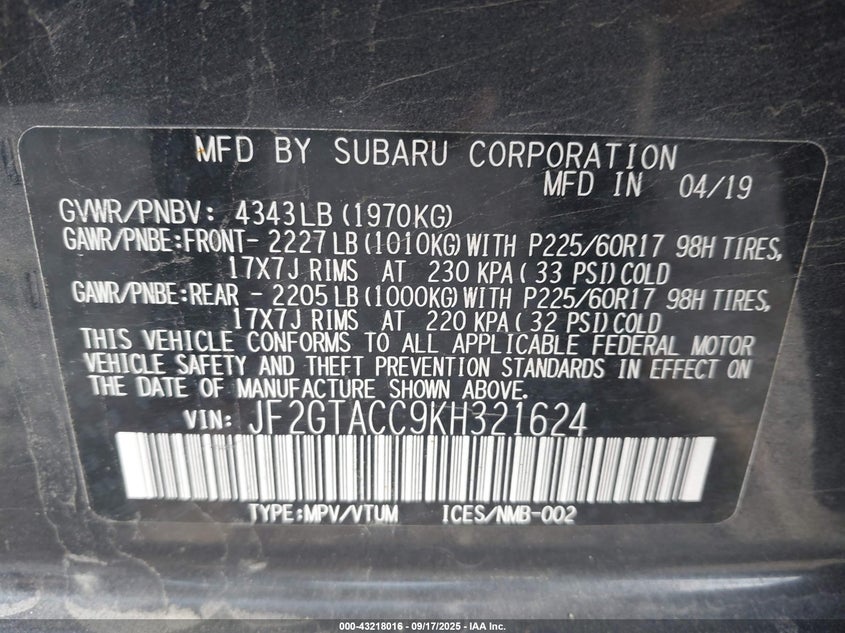 MFD BY SUBARU CORPORATION
MFD IN 04/19
GVWR/PNBV: 4343LB (1970KG)
GAWR/PNBE:FRONT- 2227LB (1010KG) WITH P225/60R17 98H TIRES,
17X7J RIMS AT 230 KPA ( 33 PSI) COLD
GAWR/PNBE:REAR - 2205LB (1000KG) WITH P225/60R17 98H TIRES,
17X7J RIMS AT 220 KPA ( 32 PSI) COLD
THIS VEHICLE CONFORMS TO ALL APPLICABLE FEDERAL MOTOR
VEHICLE SAFETY AND THEFT PREVENTION STANDARDS IN EFFECT ON
THE DATE OF MANUFACTURE SHOWN ABOVE.
VIN: JF2GTACC9KH321624
TYPE:MPV/VTUM ICES/NMB-002
000-43218016 - 09/17/2025 - IAA Inc.